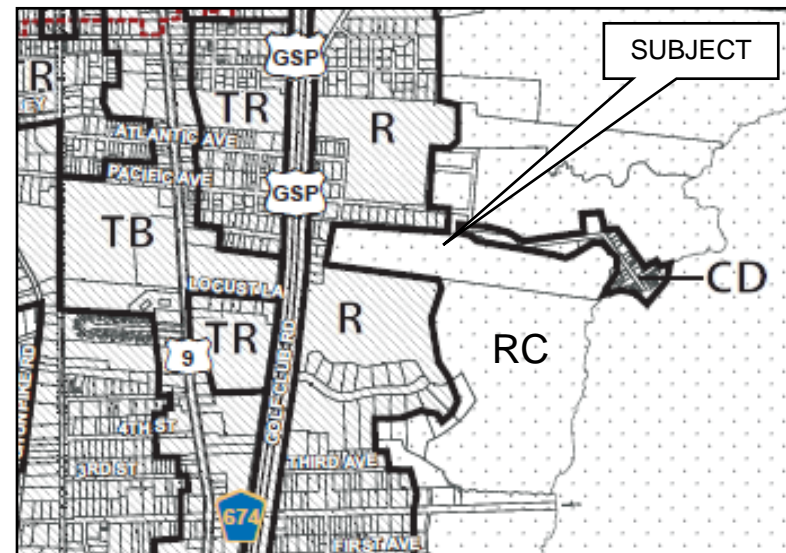 SUBJECT
GSP
R
TR
R
ATLANTIC AVE
PACIFIC AVE
GSP
TB
CD
LOCUST LA
R
TR
RC
9
4TH ST
3RD ST
THIRD AVE
674
FIRST AVE